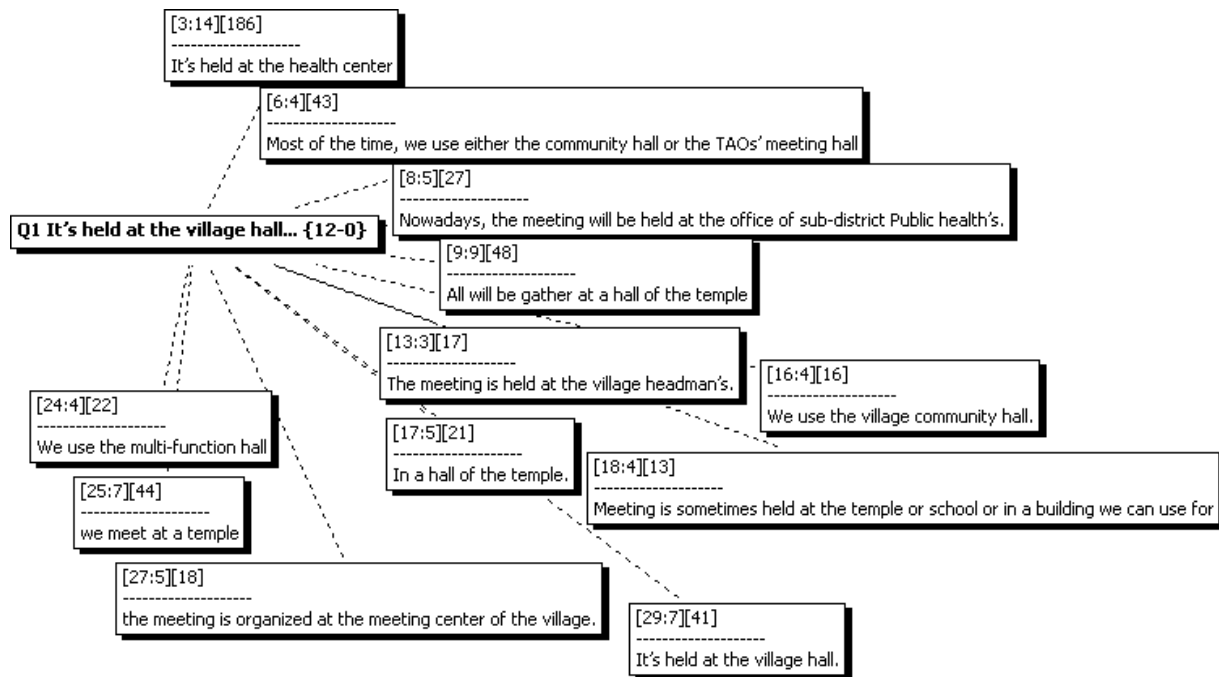 [3:14][186]
--------------------
It's held at the health center
[6:4][43]
--------------------
Most of the time, we use either the community hall or the TAOs' meeting hall
[8:5][27]
--------------------
Nowadays, the meeting will be held at the office of sub-district Public health's.
Q1 It's held at the village hall... {12-0}
[9:9][48]
--------------------
All will be gather at a hall of the temple
[13:3][17]
--------------------
The meeting is held at the village headman's.
[16:4][16]
--------------------
We use the village community hall.
[24:4][22]
--------------------
We use the multi-function hall
[17:5][21]
--------------------
In a hall of the temple.
[18:4][13]
--------------------
Meeting is sometimes held at the temple or school or in a building we can use for
[25:7][44]
--------------------
we meet at a temple
[27:5][18]
--------------------
the meeting is organized at the meeting center of the village.
[29:7][41]
--------------------
It's held at the village hall.